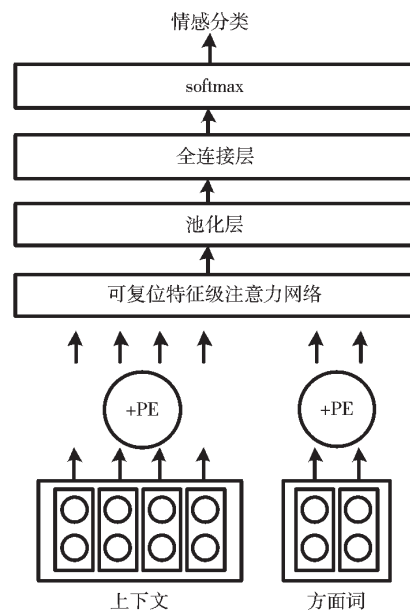 情感分类
softmax
全连接层
池化层
可复位特征级注意力网络
+PE +PE
上下文 方面词